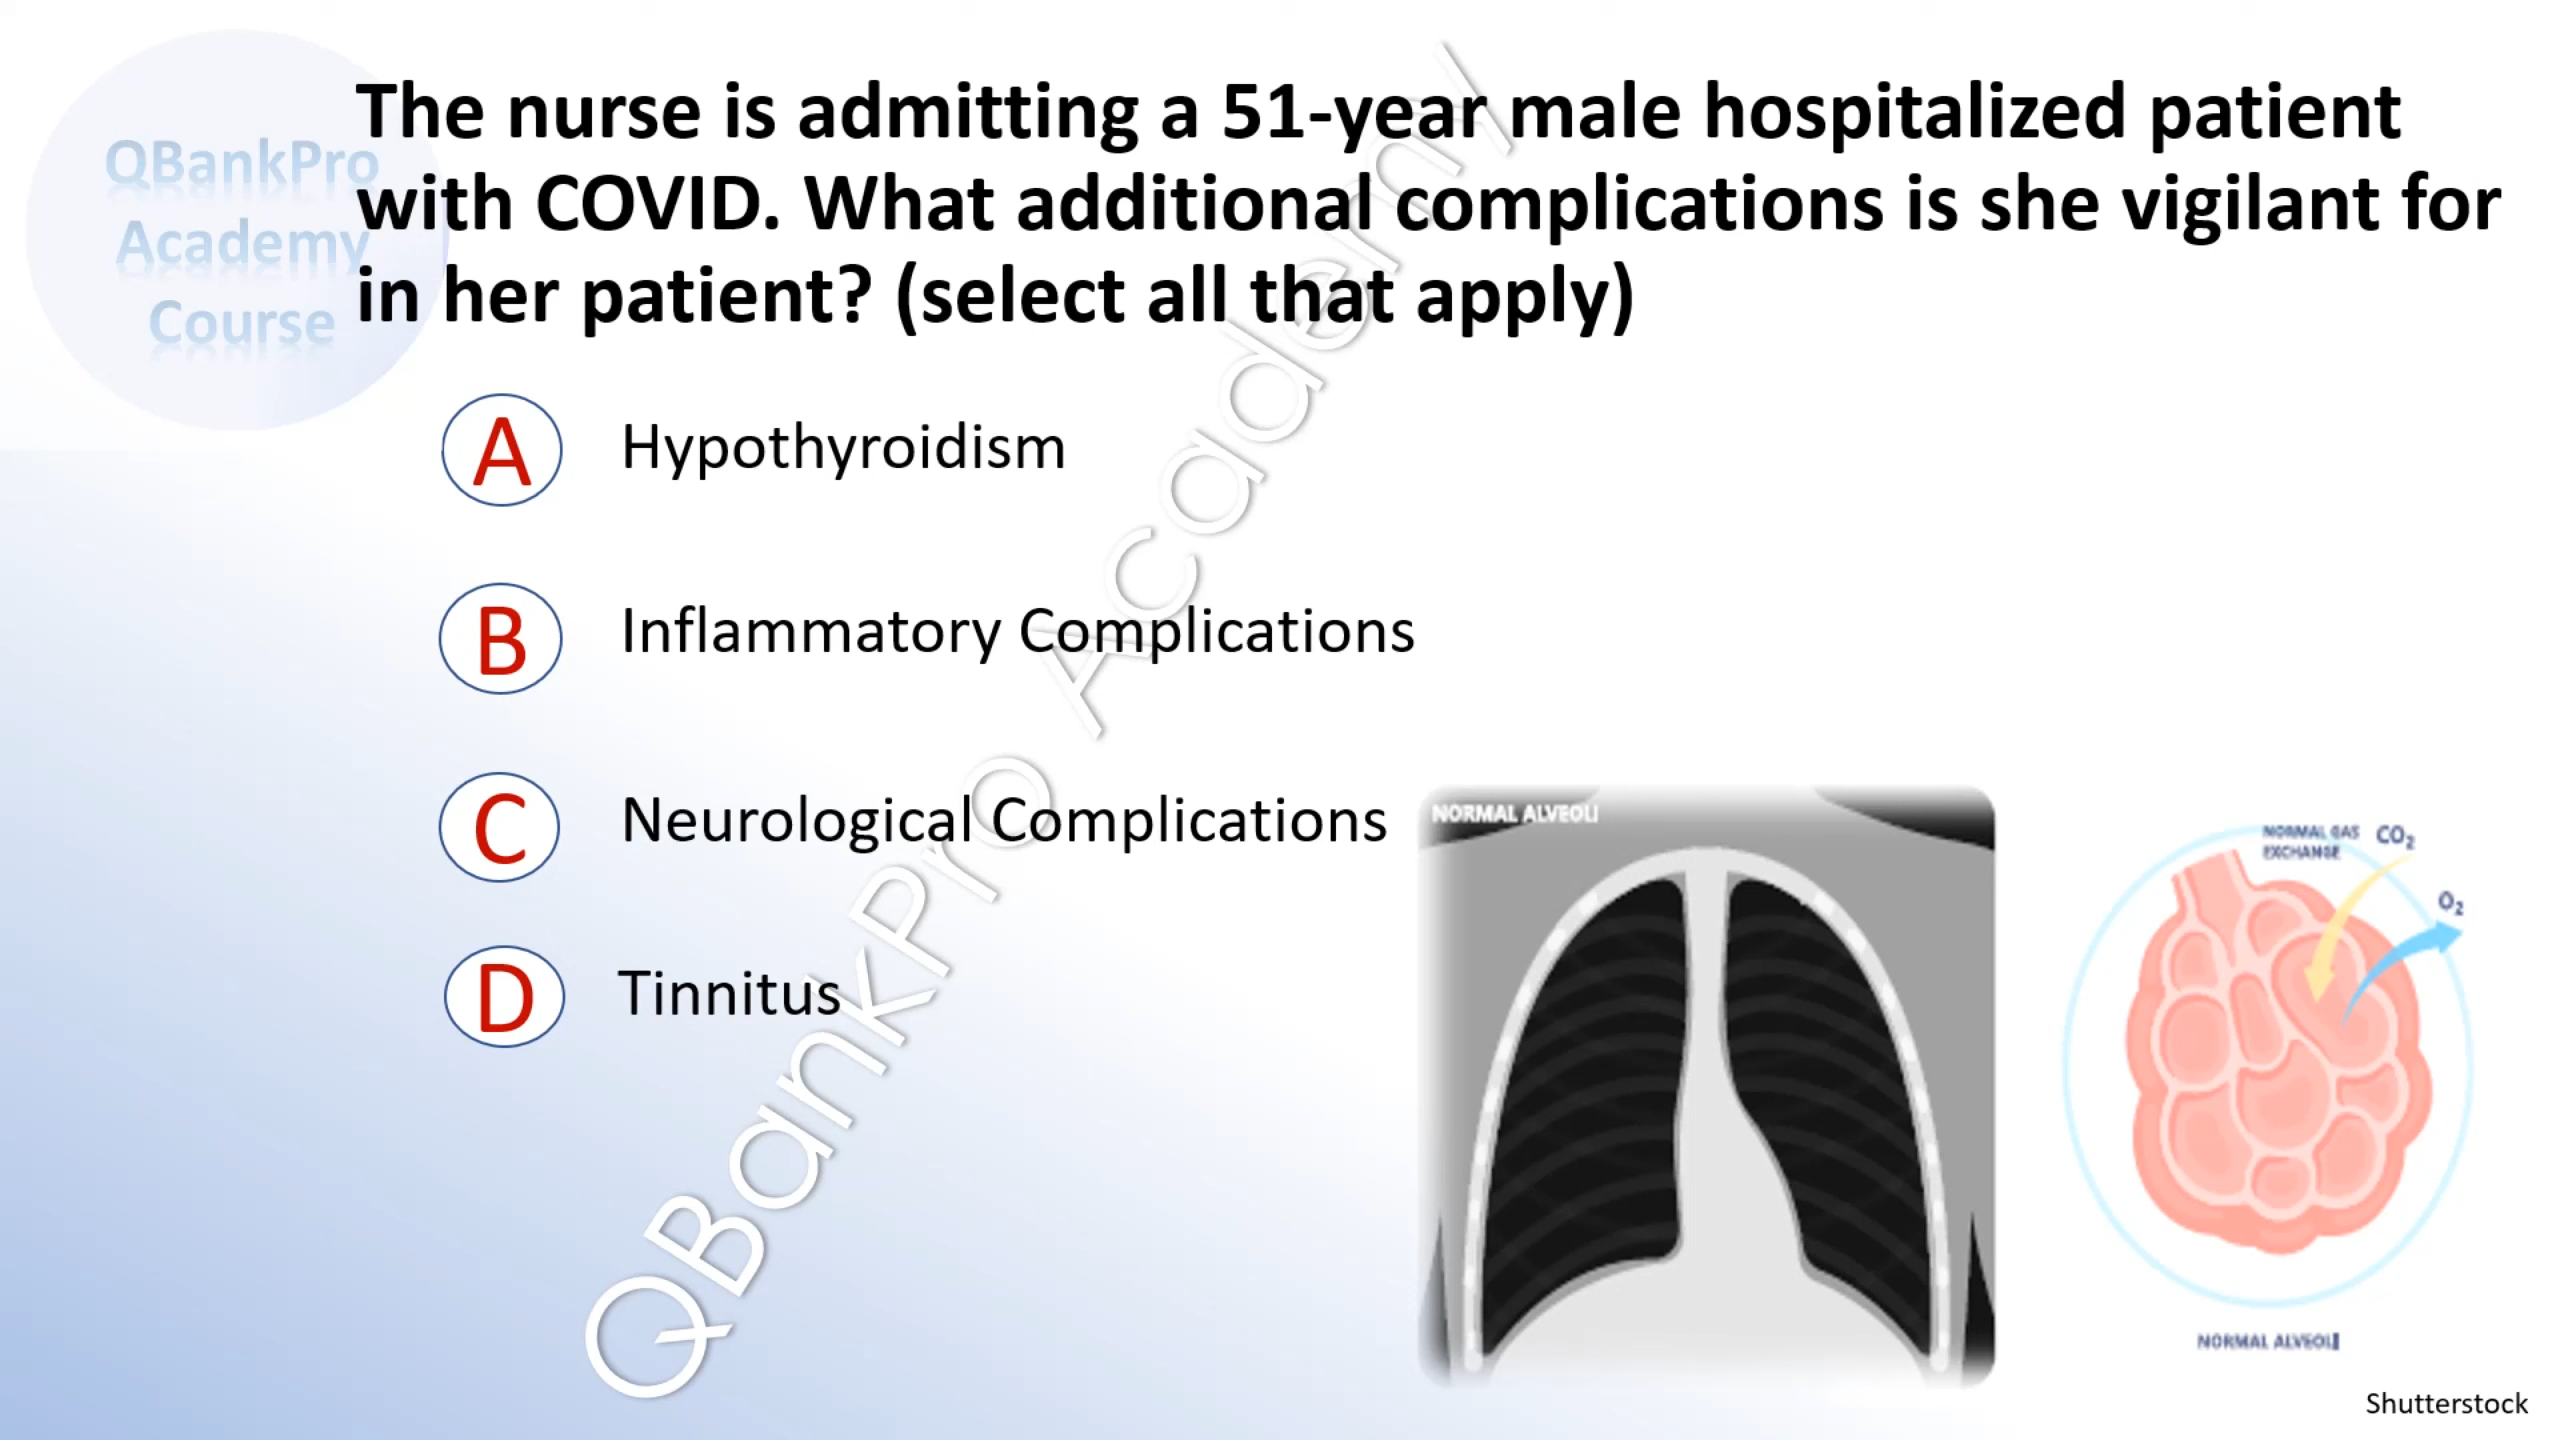 QBankPro
Academy
Course
The nurse is admitting a 51-year male hospitalized patient
with COVID. What additional complications is she vigilant for
in her patient? (select all that apply)
A Hypothyroidism
B Inflammatory Complications
C Neurological Complications
D Tinnitus
QBankPro Academy
NORMAL ALVEOLI
NORMAL GAS
EXCHANGE
CO2
O2
NORMAL ALVEOLI
Shutterstock